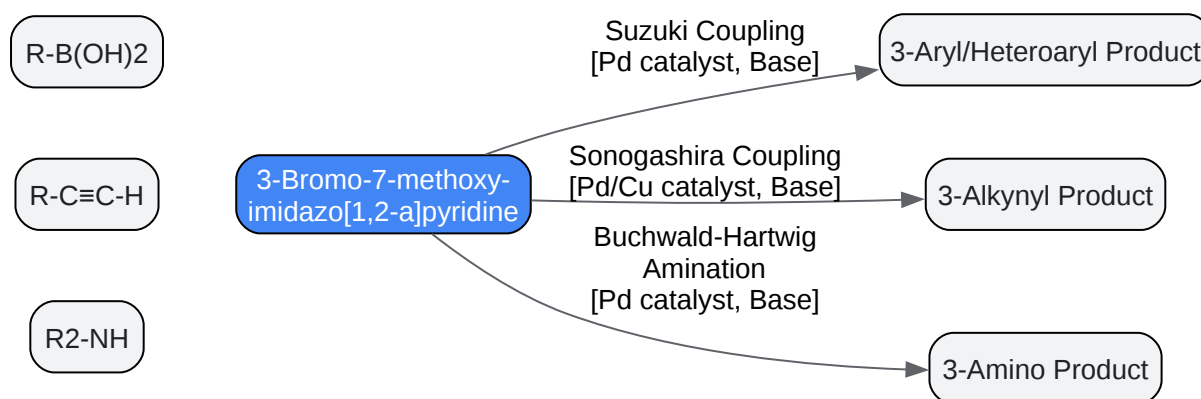 R-B(OH)2
Suzuki Coupling
[Pd catalyst, Base]
3-Aryl/Heteroaryl Product
R-C≡C-H
3-Bromo-7-methoxy-
imidazo[1,2-a]pyridine
Sonogashira Coupling
[Pd/Cu catalyst, Base]
3-Alkynyl Product
Buchwald-Hartwig
Amination
[Pd catalyst, Base]
R2-NH
3-Amino Product